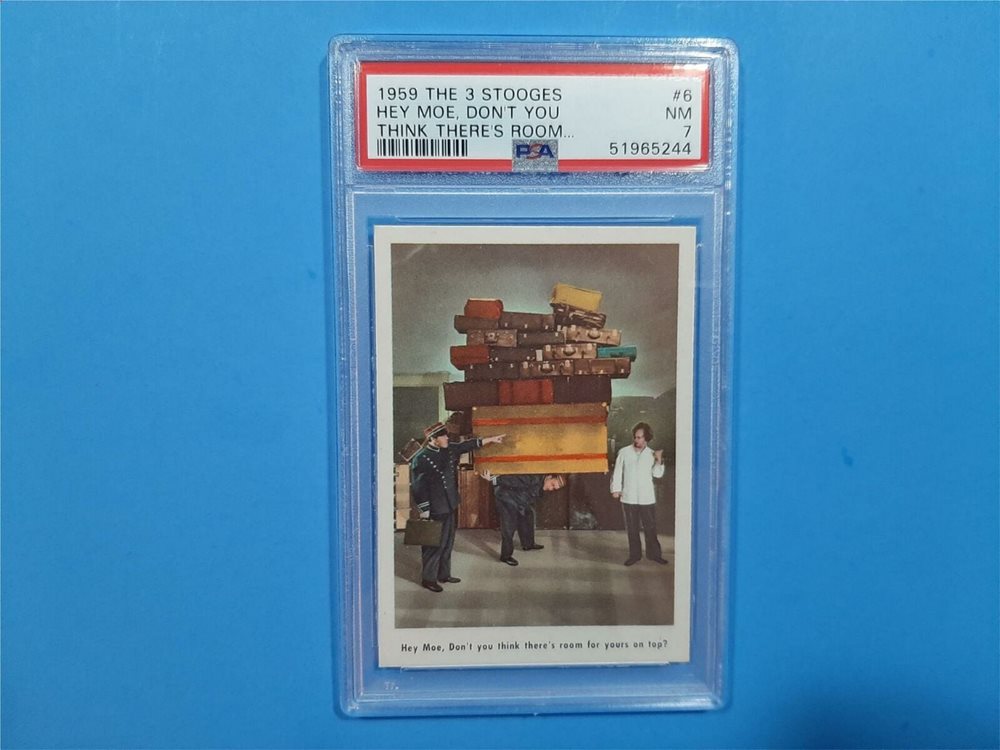 1959 THE 3 STOOGES #6
HEY MOE, DON'T YOU NM
THINK THERE'S ROOM... 7
PSA 51965244
Hey Moe, Don't you think there's room for yours on top?